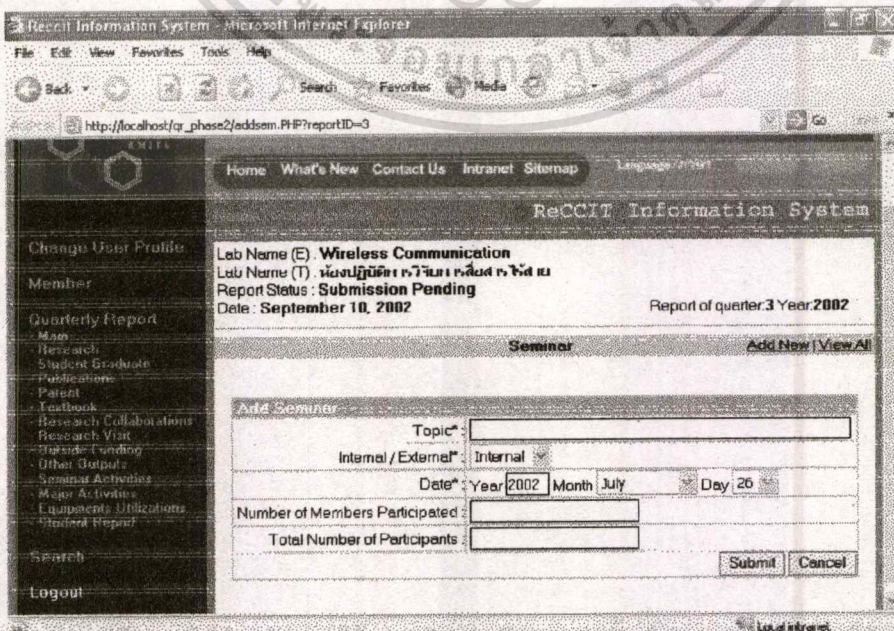 Reccit Information System - Microsoft Internet Explorer
File Edit View Favorites Tools Help
Back Search Favorites Media
http://localhost/qr_phase2/addsem.PHP?reportID=3 Go
KMITL
Home What's New Contact Us Intranet Sitemap
ReCCIT Information System
Change User Profile
Member
Quarterly Report
Main
Research
Student Graduate
Publications
Patent
Textbook
Research Collaborations
Research Visit
Outside Funding
Other Outputs
Seminar Activities
Major Activities
Equipments Utilizations
Student Report
Search
Logout
Lab Name (E) : Wireless Communication
Lab Name (T) :
Report Status : Submission Pending
Date : September 10, 2002 Report of quarter:3 Year:2002
Seminar Add New | View All
Add Seminar
Topic* :
Internal / External* : Internal
Date* : Year 2002 Month July Day 26
Number of Members Participated :
Total Number of Participants :
Submit Cancel